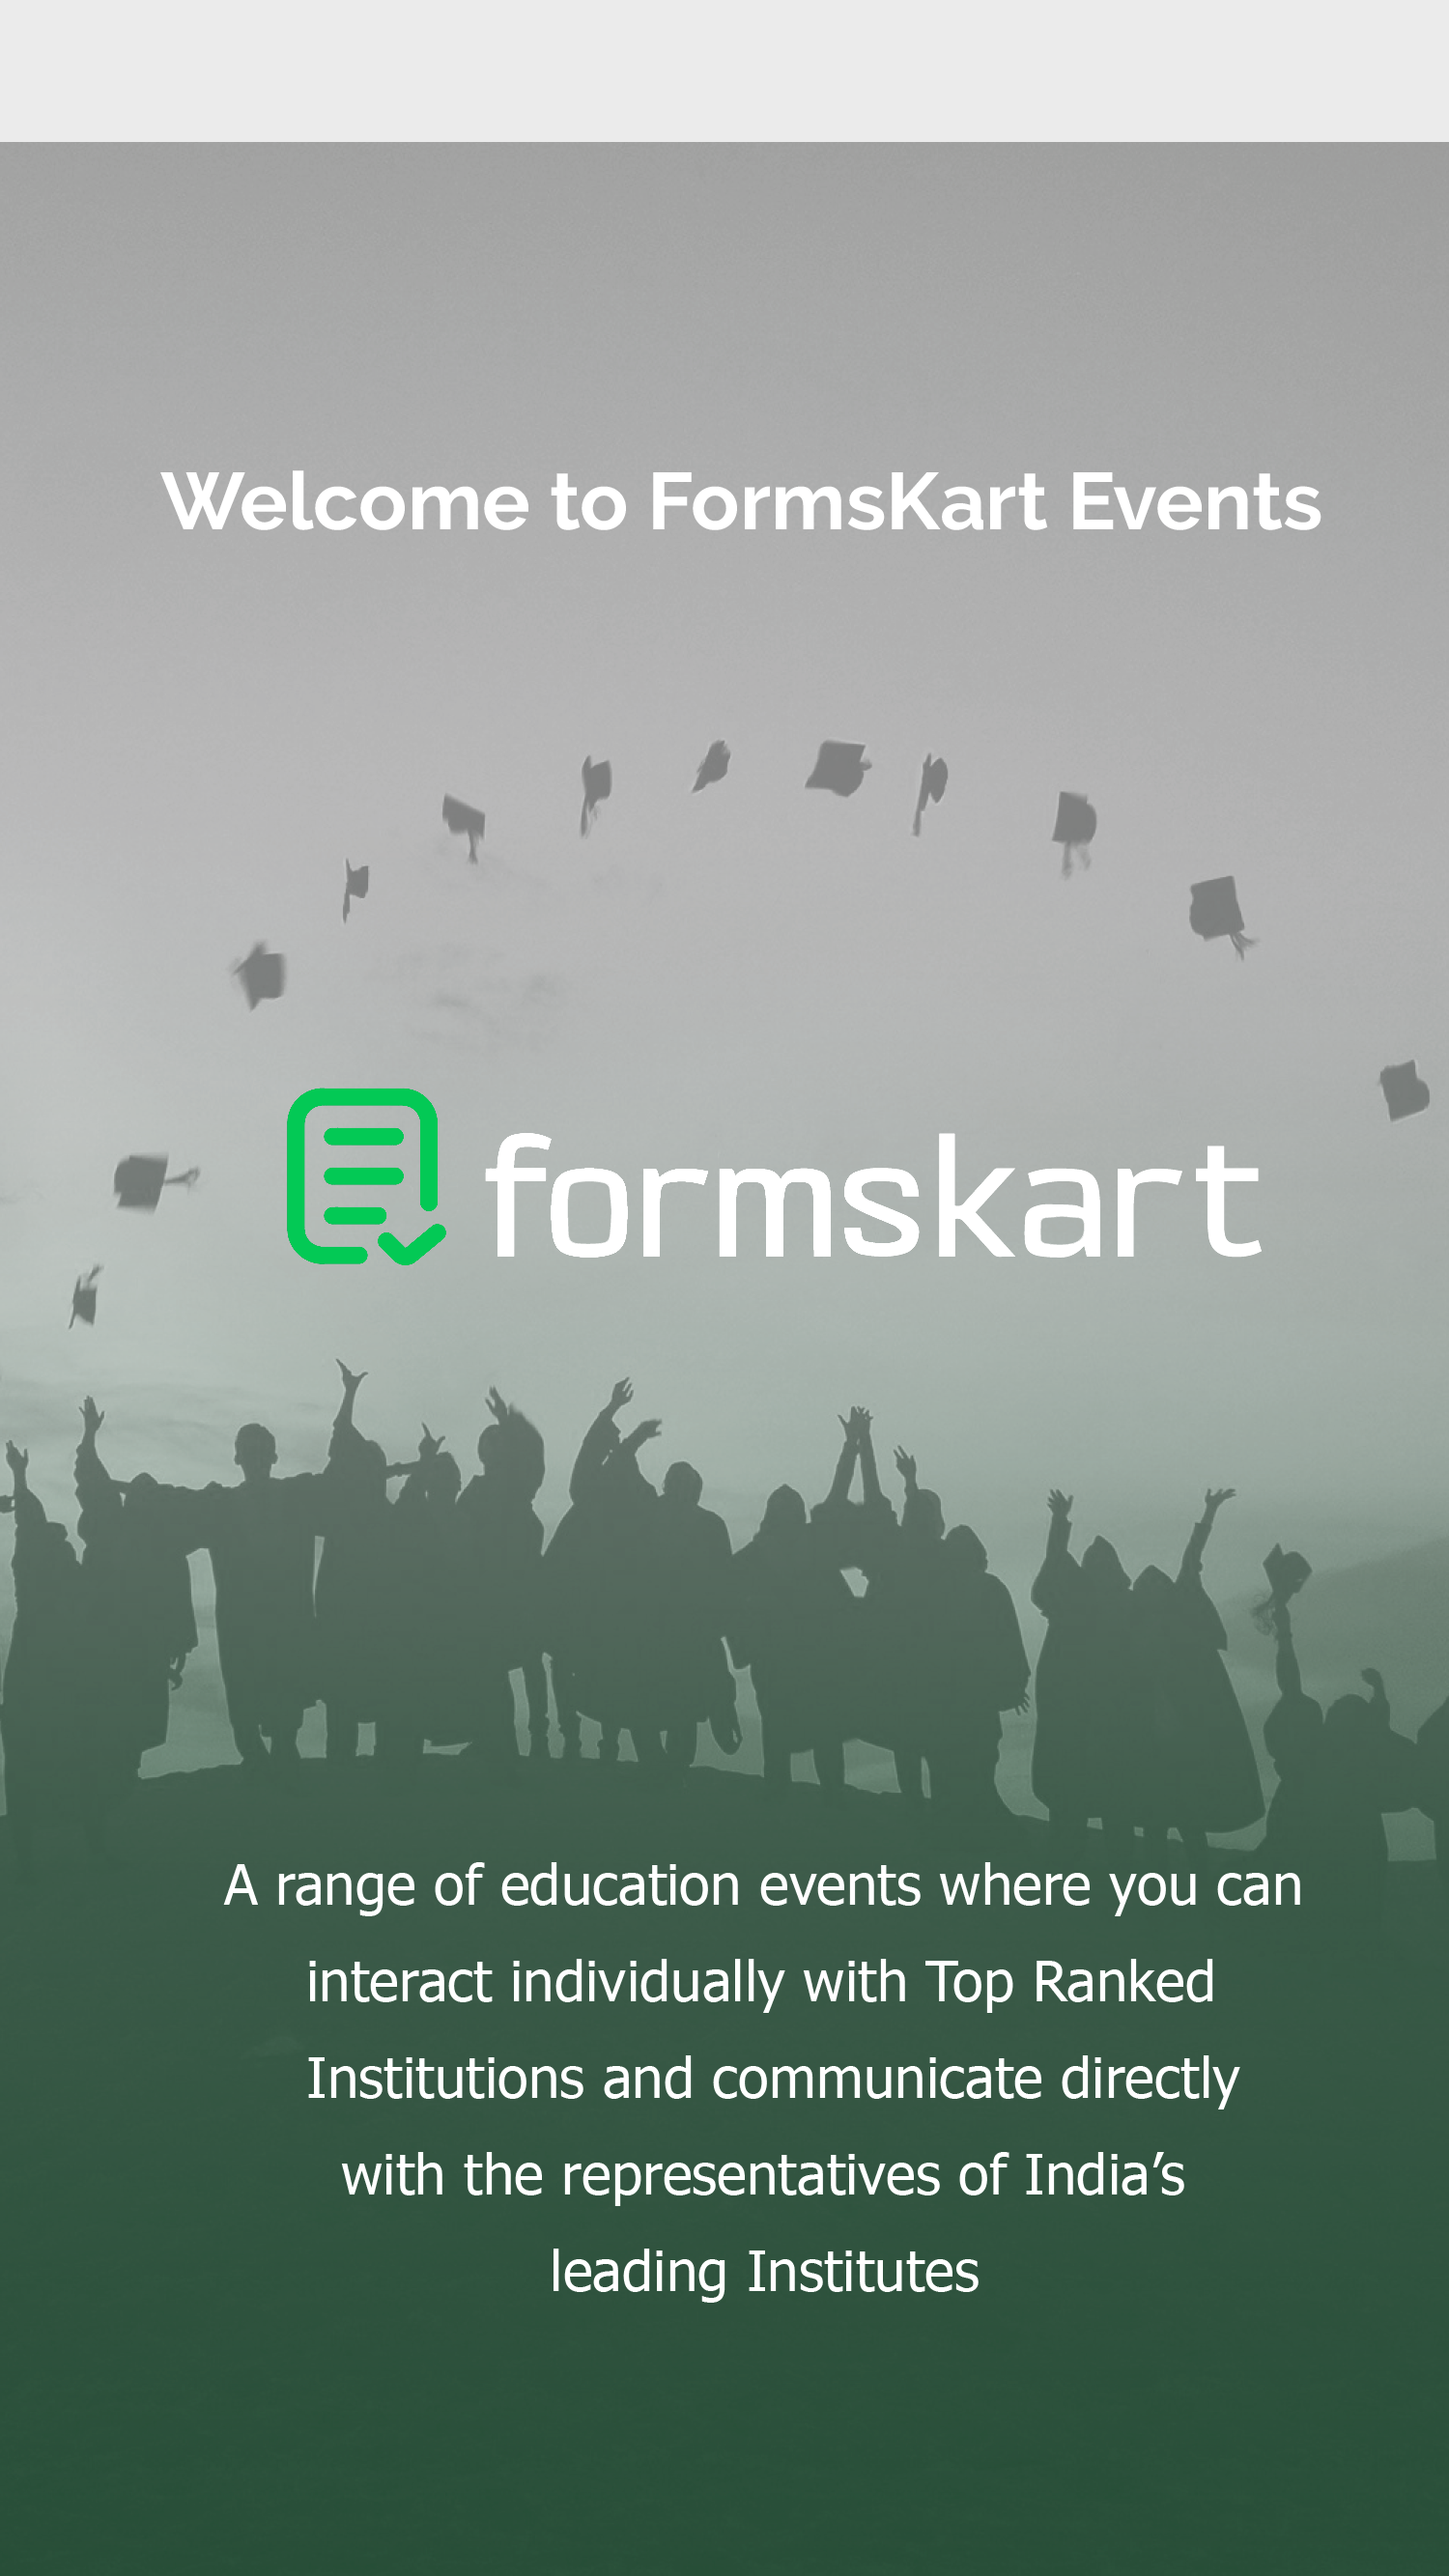 Welcome to FormsKart Events
formskart
A range of education events where you can
interact individually with Top Ranked
Institutions and communicate directly
with the representatives of India’s
leading Institutes